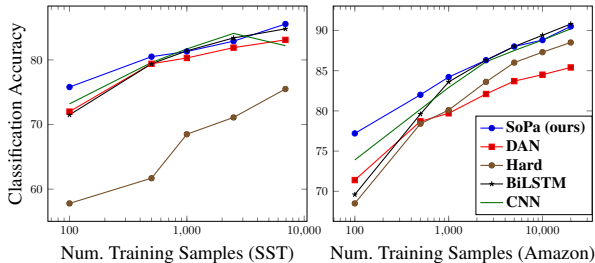 Classification Accuracy
80
70
60
100
1,000
10,000
Num. Training Samples (SST)
90
85
80
75
70
100
1,000
10,000
Num. Training Samples (Amazon)
SoPa (ours)
DAN
Hard
BiLSTM
CNN